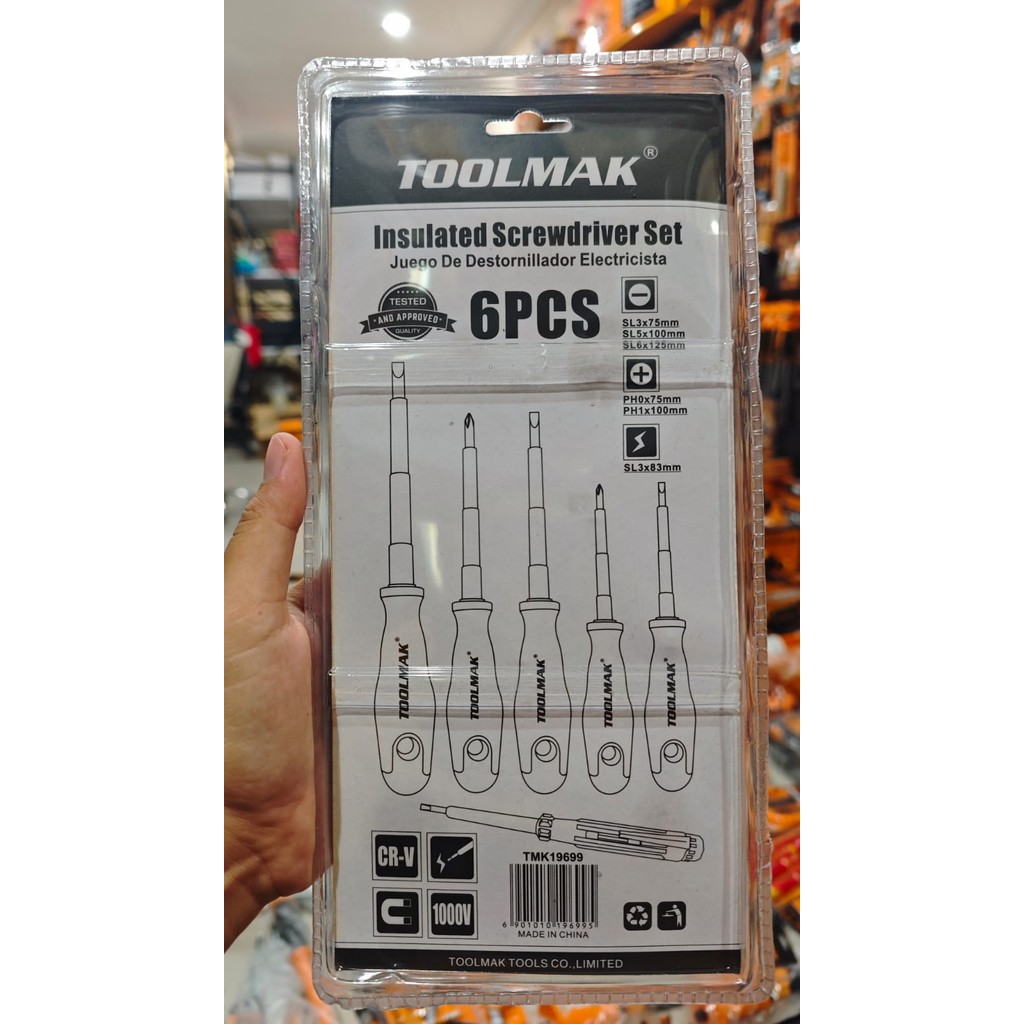 TOOLMAK®
Insulated Screwdriver Set
Juego De Destornillador Electricista
TESTED
AND APPROVED
QUALITY
6PCS
SL3x75mm
SL5x100mm
SL6x125mm
PH0x75mm
PH1x100mm
SL3x83mm
TOOLMAK®
TOOLMAK®
TOOLMAK®
TOOLMAK®
TOOLMAK®
CR-V
1000V
TMK19699
6 901010 196995
MADE IN CHINA
TOOLMAK TOOLS CO.,LIMITED